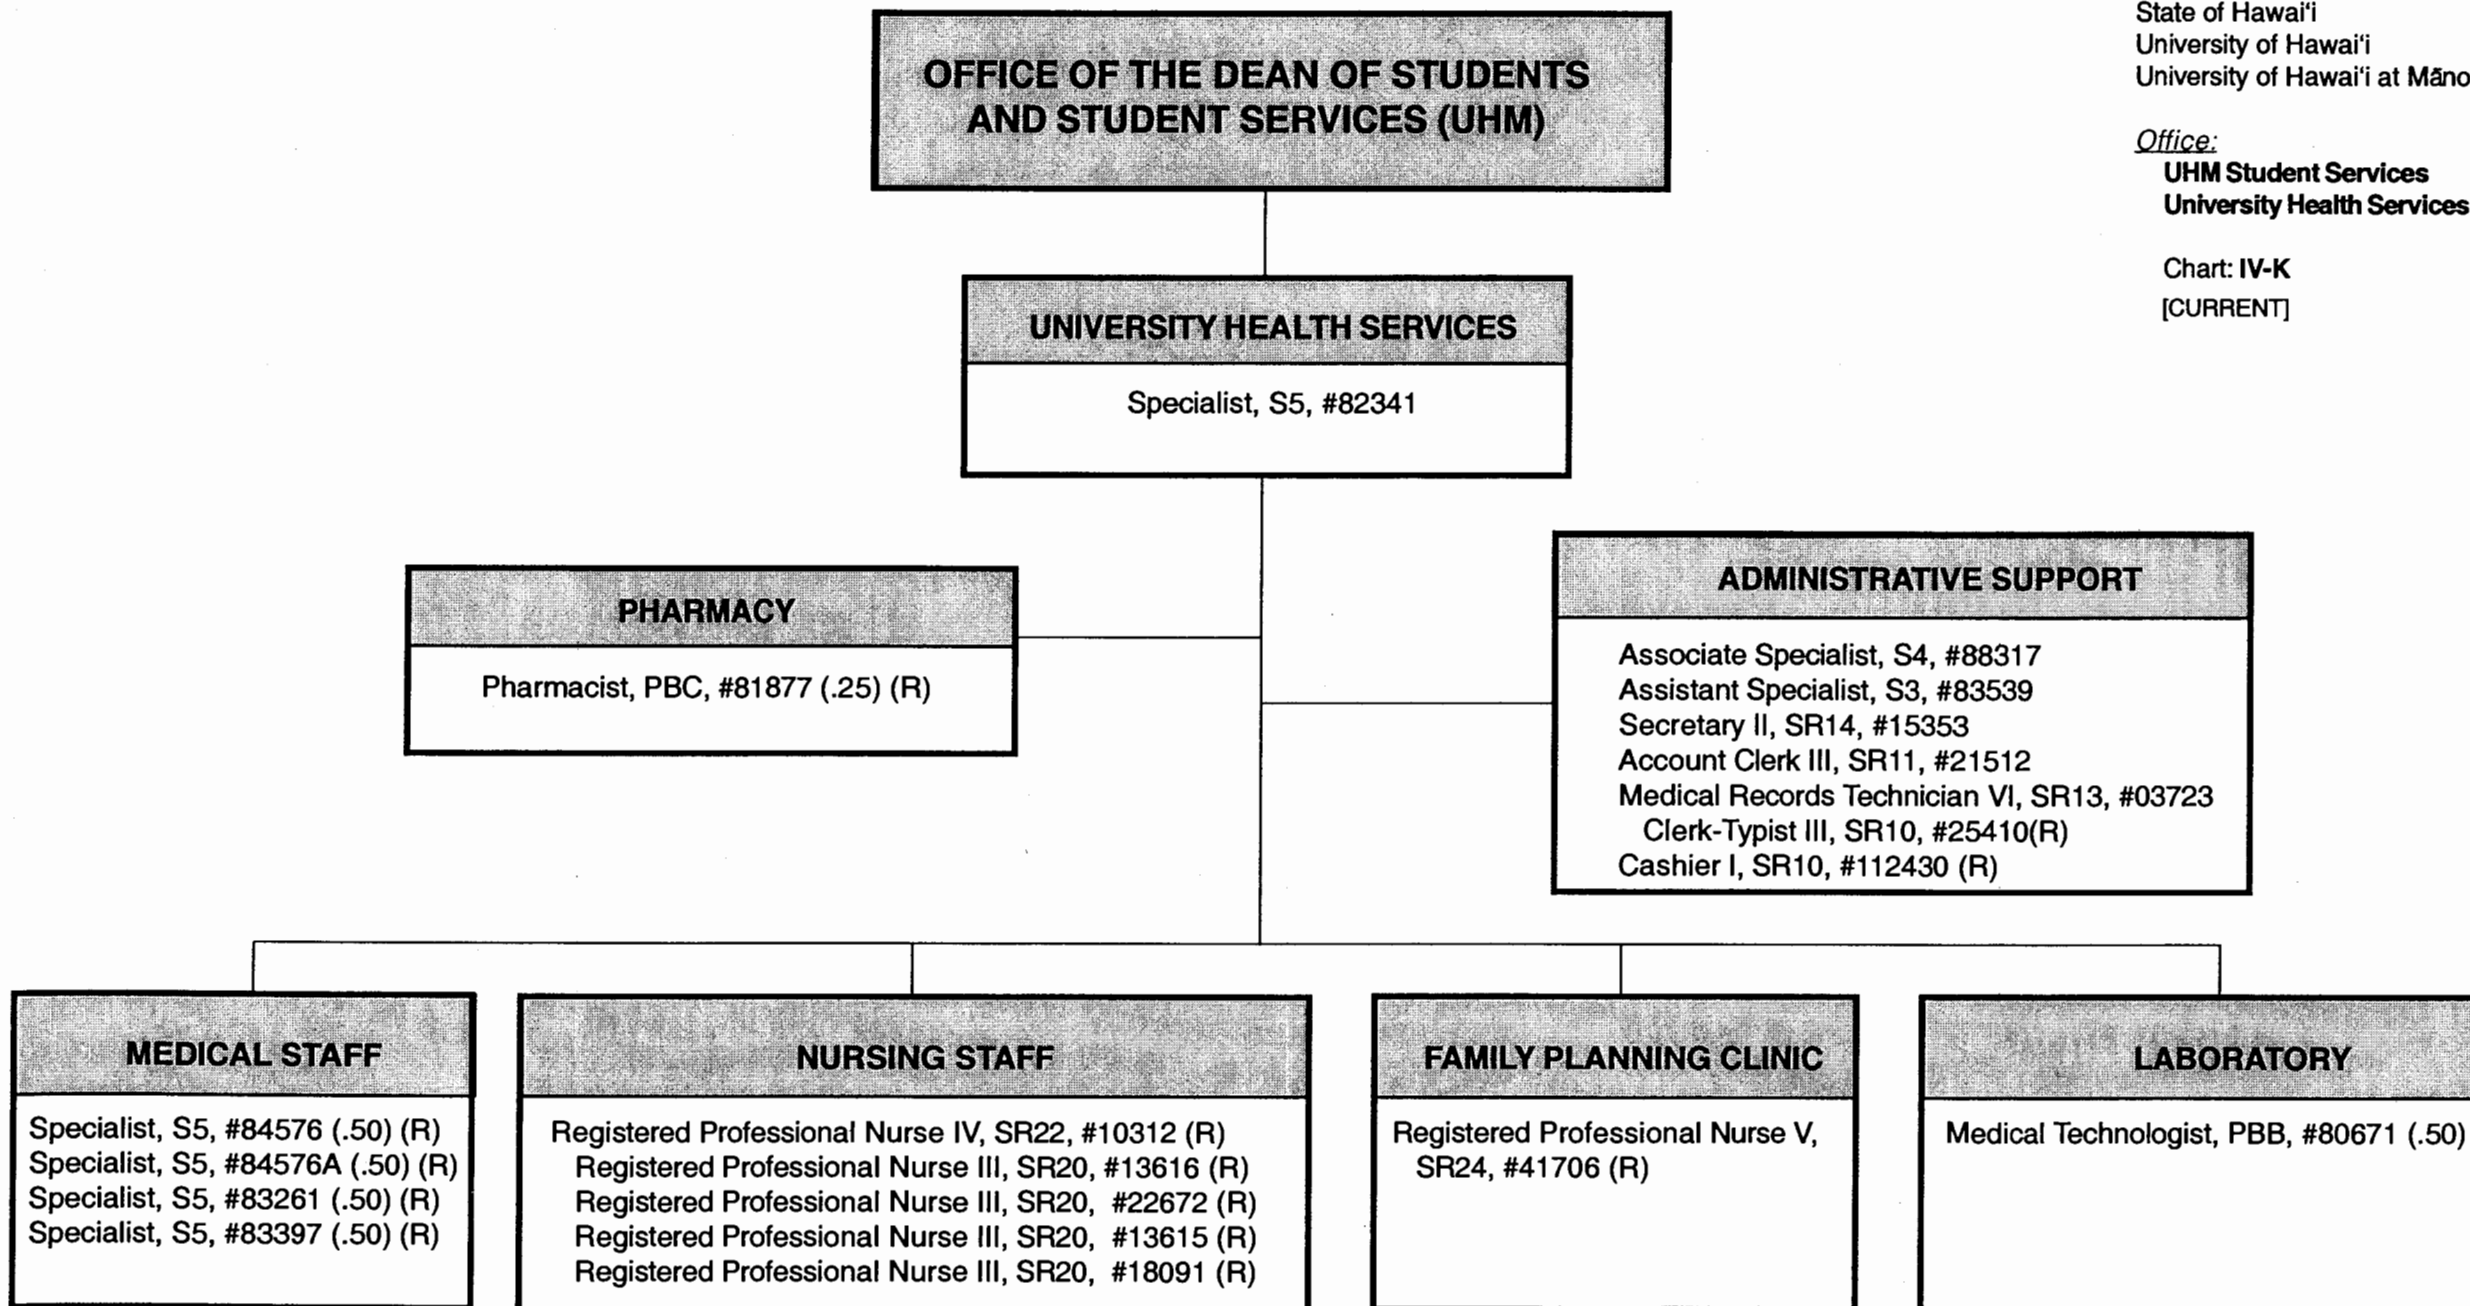 State of Hawai‘i
University of Hawai‘i
University of Hawai‘i at Māno
Office:
UHM Student Services
University Health Services
Chart: IV-K
[CURRENT]
OFFICE OF THE DEAN OF STUDENTS
AND STUDENT SERVICES (UHM)
UNIVERSITY HEALTH SERVICES
Specialist, S5, #82341
PHARMACY
Pharmacist, PBC, #81877 (.25) (R)
ADMINISTRATIVE SUPPORT
Associate Specialist, S4, #88317
Assistant Specialist, S3, #83539
Secretary II, SR14, #15353
Account Clerk III, SR11, #21512
Medical Records Technician VI, SR13, #03723
Clerk-Typist III, SR10, #25410(R)
Cashier I, SR10, #112430 (R)
MEDICAL STAFF
Specialist, S5, #84576 (.50) (R)
Specialist, S5, #84576A (.50) (R)
Specialist, S5, #83261 (.50) (R)
Specialist, S5, #83397 (.50) (R)
NURSING STAFF
Registered Professional Nurse IV, SR22, #10312 (R)
Registered Professional Nurse III, SR20, #13616 (R)
Registered Professional Nurse III, SR20, #22672 (R)
Registered Professional Nurse III, SR20, #13615 (R)
Registered Professional Nurse III, SR20, #18091 (R)
FAMILY PLANNING CLINIC
Registered Professional Nurse V,
SR24, #41706 (R)
LABORATORY
Medical Technologist, PBB, #80671 (.50)